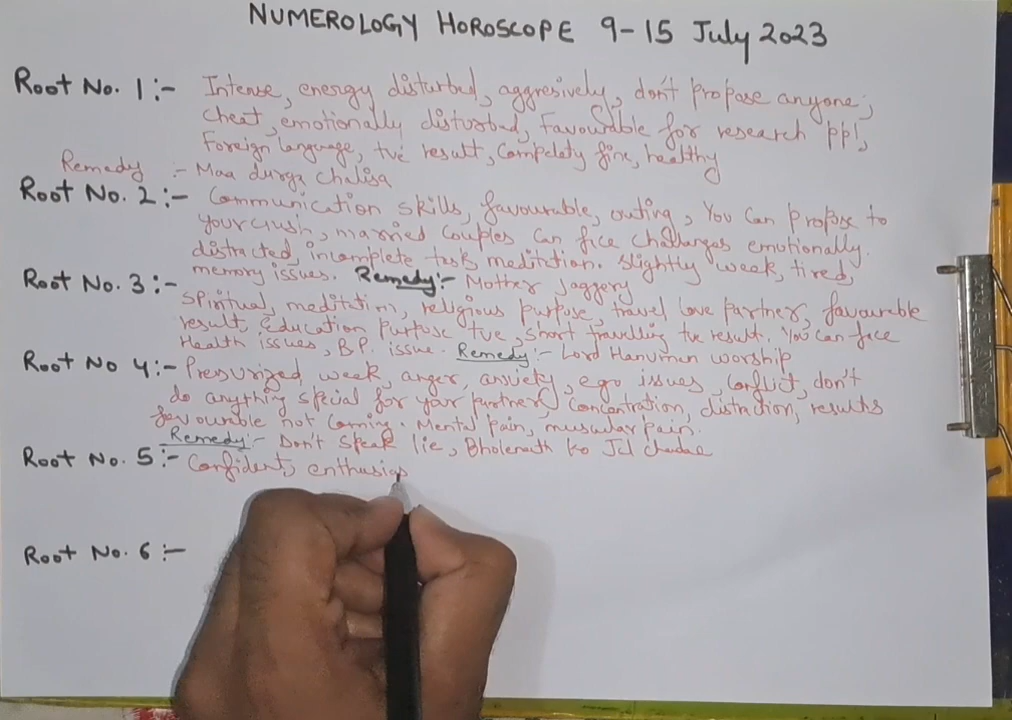 NUMEROLOGY HOROSCOPE 9-15 July 2023
Root No. 1:- Intense, energy disturbed, aggresively, don't propose anyone,
cheat, emotionally disturbed, Favourable for research ppl,
Foreign language, +ve result, Completely fine, healthy
Remedy :- Maa durga Chalisa
Root No. 2:- Communication skills, favourable, outing, You Can propose to
your crush, married couples can face challanges emotionally.
distracted, incomplete task, meditation. slightly week, tired,
memory issues. Remedy:- Mother Jaggery
Root No. 3:- Spiritual, meditation, religious purpose, travel love partner, favourable
result, education purpose +ve, short travelling +ve result. You can face
Health issues, B.P. issue. Remedy:- Lord Hanuman worship
Root No 4:- Presurized, week, anger, anxiety, ego issues, conflict, don't
do anything special for your partner, Concentration, distraction, results
favourable not coming. Mental pain, muscular pain.
Remedy:- Don't speak lie, Bholenath ko Jal chadae
Root No. 5:- Confident, enthusias
Root No. 6:-